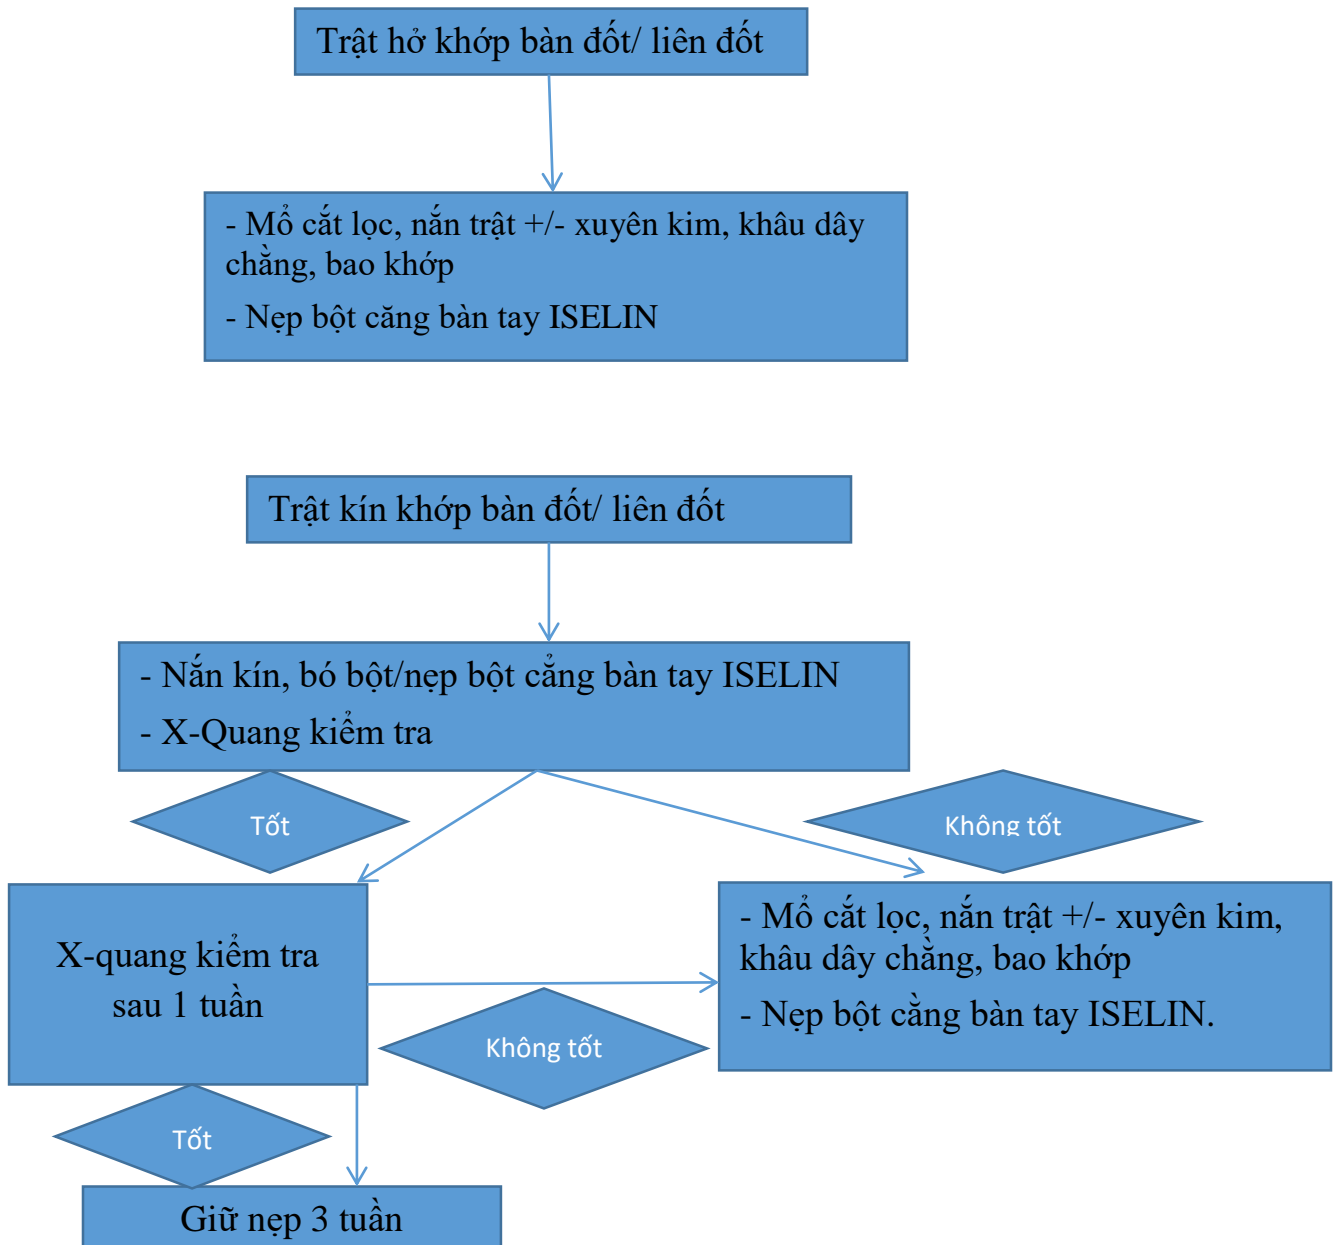 Trật hở khớp bàn đốt/ liên đốt
- Mổ cắt lọc, nắn trật +/- xuyên kim, khâu dây
chằng, bao khớp
- Nẹp bột căng bàn tay ISELIN
Trật kín khớp bàn đốt/ liên đốt
- Nắn kín, bó bột/nẹp bột cẳng bàn tay ISELIN
- X-Quang kiểm tra
Tốt
Không tốt
X-quang kiểm tra
sau 1 tuần
- Mổ cắt lọc, nắn trật +/- xuyên kim,
khâu dây chằng, bao khớp
- Nẹp bột cằng bàn tay ISELIN.
Không tốt
Tốt
Giữ nẹp 3 tuần